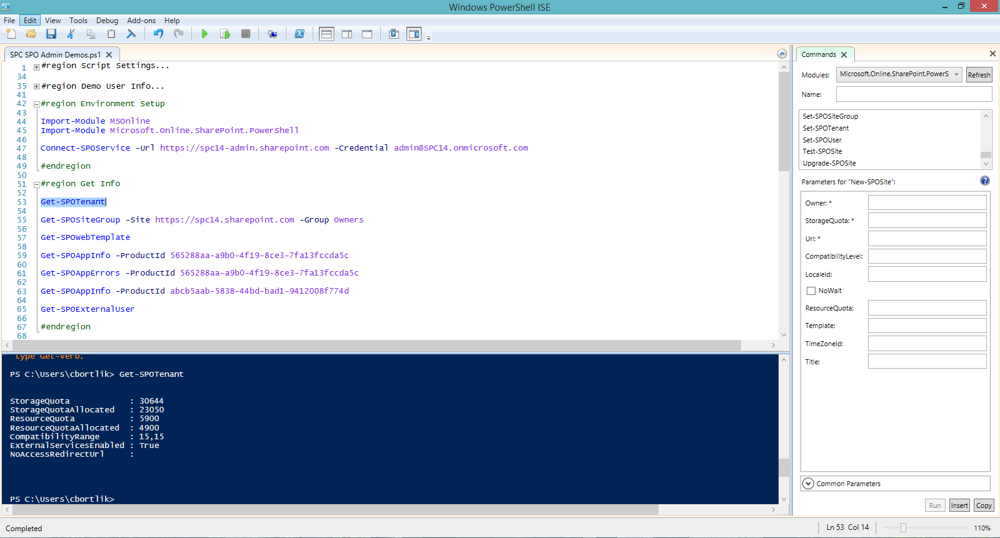 Windows PowerShell ISE
File Edit View Tools Debug Add-ons Help
SPC SPO Admin Demos.ps1
1 #region Script Settings...
34
35 #region Demo User Info...
41
42 #region Environment Setup
43
44 Import-Module MSOnline
45 Import-Module Microsoft.Online.SharePoint.PowerShell
46
47 Connect-SPOService -Url https://spc14-admin.sharepoint.com -Credential admin@SPC14.onmicrosoft.com
48
49 #endregion
50
51 #region Get Info
52
53 Get-SPOTenant
54
55 Get-SPOSiteGroup -Site https://spc14.sharepoint.com -Group Owners
56
57 Get-SPOWebTemplate
58
59 Get-SPOAppInfo -ProductId 565288aa-a9b0-4f19-8ce3-7fa13fccda5c
60
61 Get-SPOAppErrors -ProductId 565288aa-a9b0-4f19-8ce3-7fa13fccda5c
62
63 Get-SPOAppInfo -ProductId abcb5aab-5838-44bd-bad1-9412008f774d
64
65 Get-SPOExternalUser
66
67 #endregion
68
type Get-Verb.
PS C:\Users\cbortlik> Get-SPOTenant
StorageQuota : 30644
StorageQuotaAllocated : 23050
ResourceQuota : 5900
ResourceQuotaAllocated : 4900
CompatibilityRange : 15,15
ExternalServicesEnabled : True
NoAccessRedirectUrl :
PS C:\Users\cbortlik>
Commands
Modules: Microsoft.Online.SharePoint.PowerS Refresh
Name:
Set-SPOSiteGroup
Set-SPOTenant
Set-SPOUser
Test-SPOSite
Upgrade-SPOSite
Parameters for "New-SPOSite":
Owner: *
StorageQuota: *
Url: *
CompatibilityLevel:
LocaleId:
NoWait
ResourceQuota:
Template:
TimeZoneId:
Title:
Common Parameters
Run Insert Copy
Completed
Ln 53 Col 14
110%